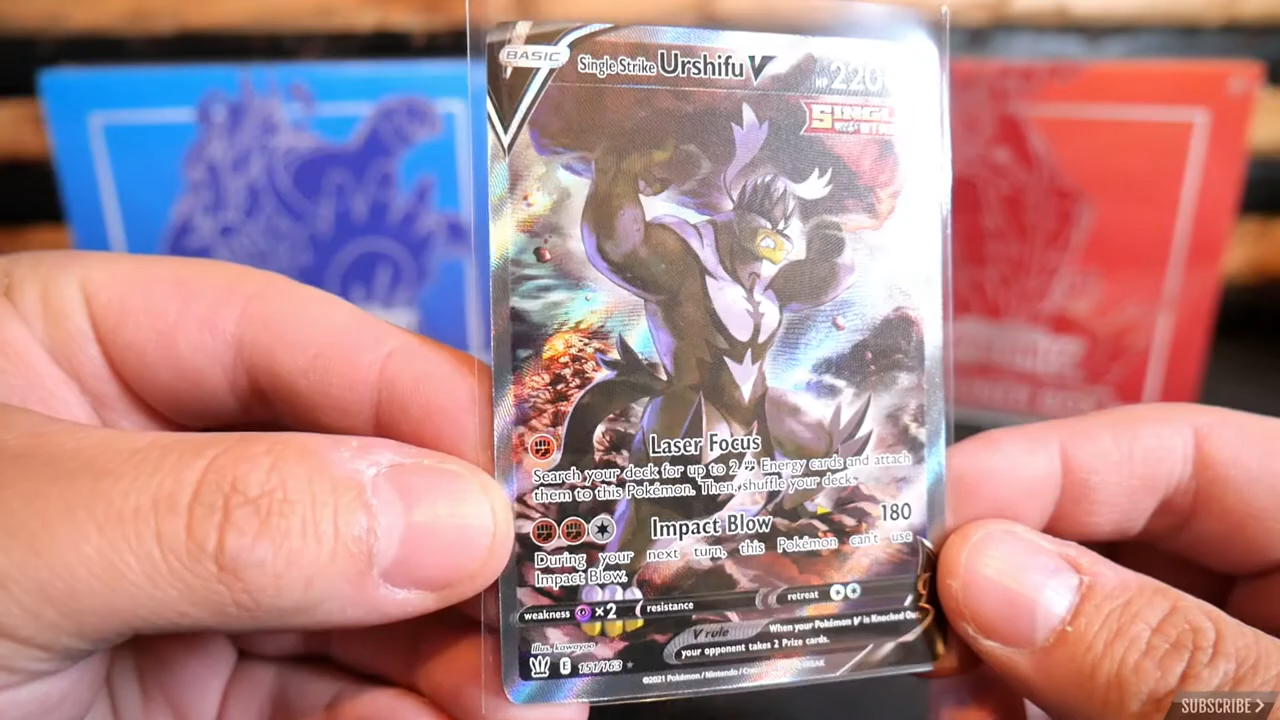 BASIC
Single Strike Urshifu V
HP 220
SINGL
Laser Focus
Search your deck for up to 2 Energy cards and attach
them to this Pokémon. Then, shuffle your deck.
Impact Blow 180
During your next turn, this Pokémon can't use
Impact Blow.
weakness ×2 resistance retreat
V rule When your Pokémon V is Knocked Out,
your opponent takes 2 Prize cards.
Illus. kawayoo
E 151/163
©2021 Pokémon / Nintendo /
SUBSCRIBE >